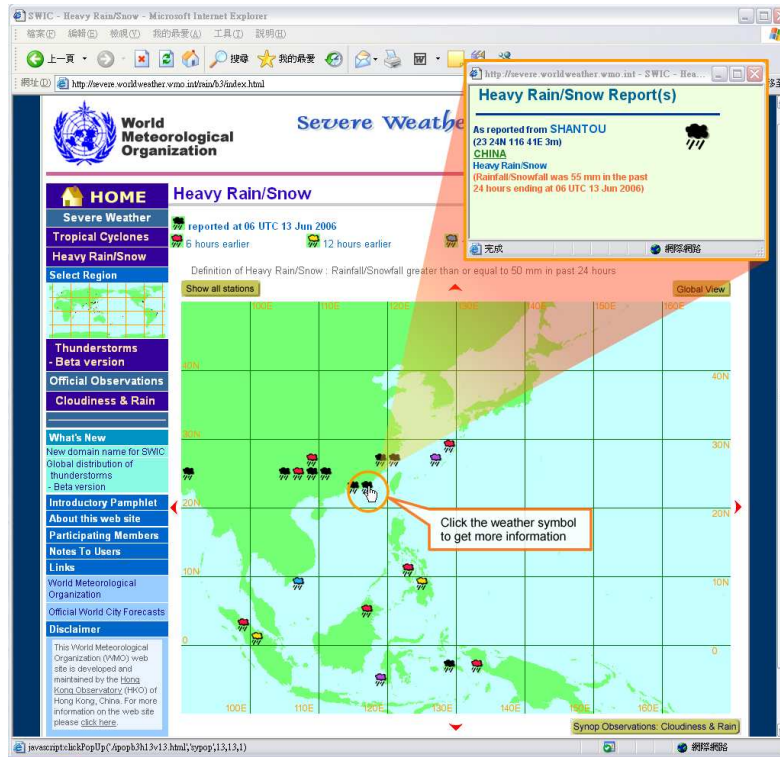 SWIC - Heavy Rain/Snow - Microsoft Internet Explorer
檔案(F) 編輯(E) 檢視(V) 我的最愛(A) 工具(T) 說明(H)
上一頁 搜尋 我的最愛
網址(D) http://severe.worldweather.wmo.int/rain/b3/index.html
http://severe.worldweather.wmo.int - SWIC - Hea...
Heavy Rain/Snow Report(s)
As reported from SHANTOU
(23 24N 116 41E 3m)
CHINA
Heavy Rain/Snow
(Rainfall/Snowfall was 55 mm in the past
24 hours ending at 06 UTC 13 Jun 2006)
完成 網際網路
World
Meteorological
Organization
Severe Weathe
HOME
Severe Weather
Tropical Cyclones
Heavy Rain/Snow
Select Region
Thunderstorms
- Beta version
Official Observations
Cloudiness & Rain
What's New
New domain name for SWIC
Global distribution of
thunderstorms
- Beta version
Introductory Pamphlet
About this web site
Participating Members
Notes To Users
Links
World Meteorological
Organization
Official World City Forecasts
Disclaimer
This World Meteorological
Organization (WMO) web
site is developed and
maintained by the Hong
Kong Observatory (HKO) of
Hong Kong, China. For more
information on the web site
please click here.
Heavy Rain/Snow
reported at 06 UTC 13 Jun 2006
6 hours earlier 12 hours earlier
Definition of Heavy Rain/Snow : Rainfall/Snowfall greater than or equal to 50 mm in past 24 hours
Show all stations Global View
100E 110E 120E 130E 140E 150E 160E
40N 40N
30N 30N
20N 20N
Click the weather symbol
to get more information
10N 10N
0 0
100E 110E 120E 130E 140E 150E 160E
Synop Observations: Cloudiness & Rain
javascript:clickPopUp('./popb3h13v13.html','sypop',13,13,1) 網際網路